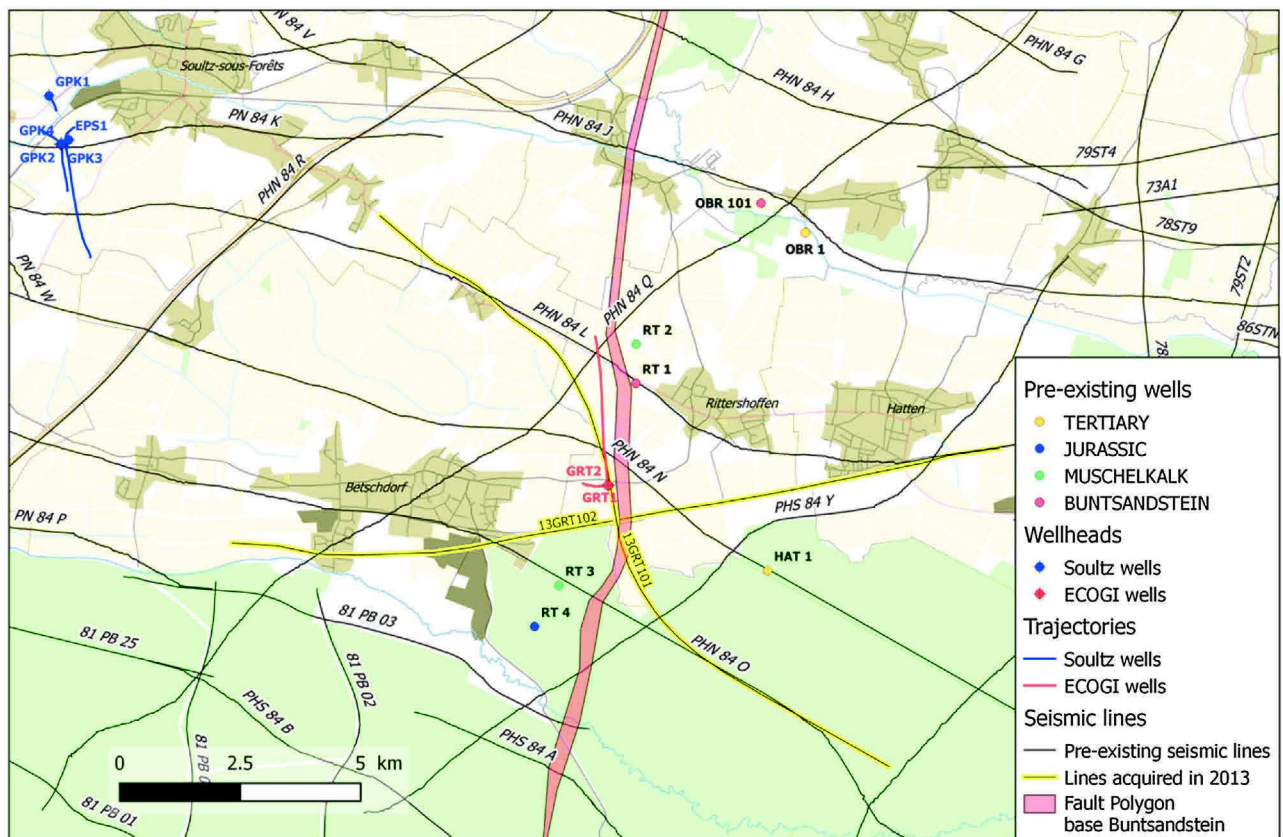 PHN 84 V
Soultz-sous-Forêts
PHN 84 G
GPK1
PHN 84 H
PN 84 K
PHN 84 J
GPK4
EPS1
GPK2
GPK3
PHN 84 R
79ST4
73A1
78ST9
OBR 101
OBR 1
79ST2
PN 84 W
PHN 84 Q
PHN 84 L
86STN
RT 2
RT 1
Rittershoffen
Hatten
PHN 84 N
GRT2
GRT1
Betschdorf
PHS 84 Y
PN 84 P
13GRT102
13GRT101
HAT 1
RT 3
RT 4
81 PB 03
81 PB 25
81 PB 02
PHN 84 O
PHS 84 B
PHS 84 A
81 PB 01
0 2.5 5 km
Pre-existing wells
TERTIARY
JURASSIC
MUSCHELKALK
BUNTSANDSTEIN
Wellheads
Soultz wells
ECOGI wells
Trajectories
Soultz wells
ECOGI wells
Seismic lines
Pre-existing seismic lines
Lines acquired in 2013
Fault Polygon
base Buntsandstein